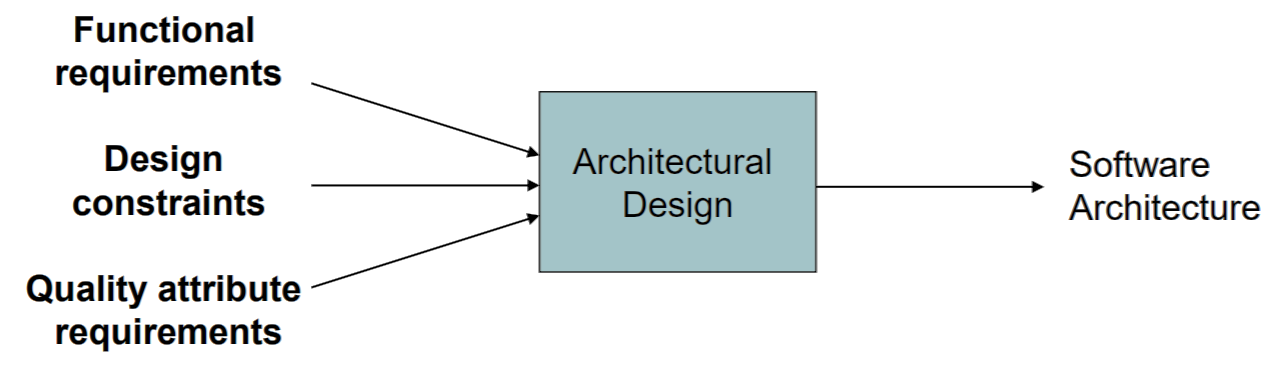 Functional
requirements
Design
constraints
Quality attribute
requirements
Architectural
Design
Software
Architecture